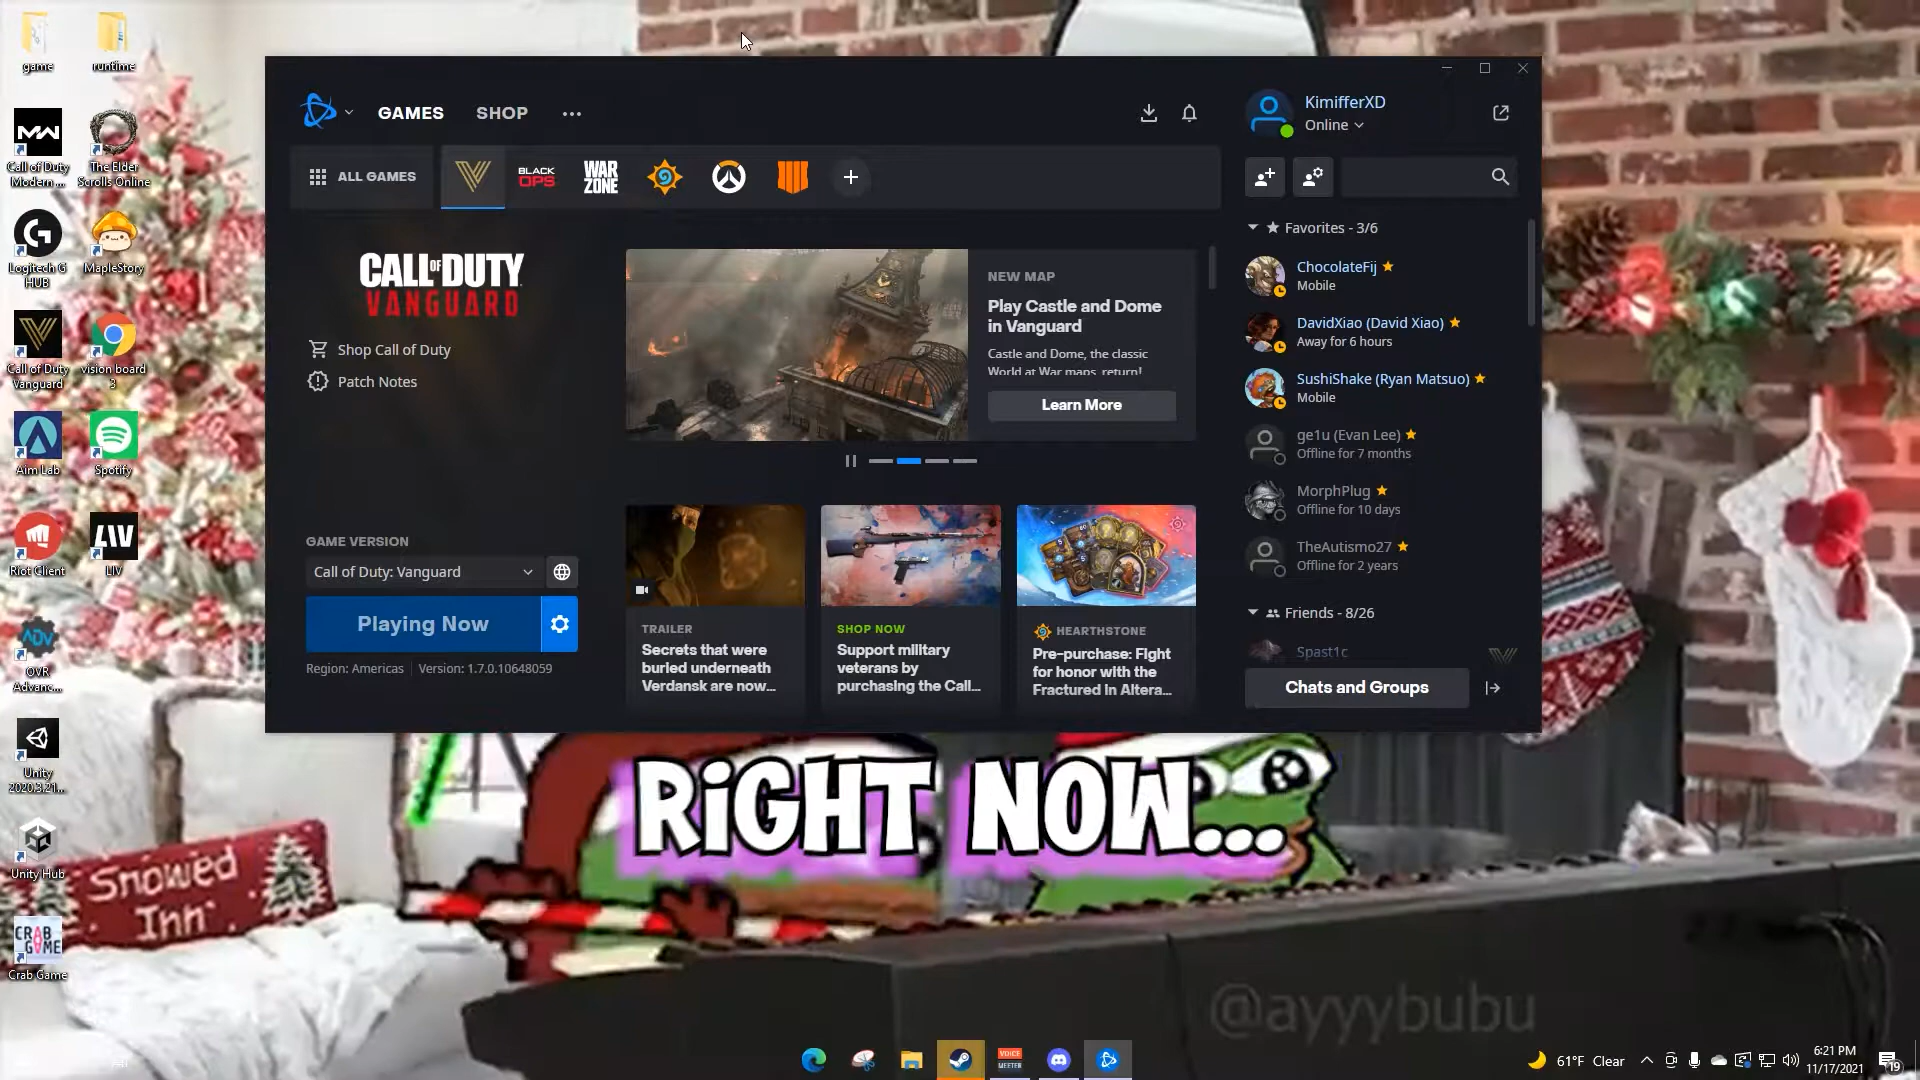 game
runtime
Call of Duty
Modern ...
The Elder
Scrolls Online
Logitech G
HUB
MapleStory
Call of Duty
Vanguard
vision board
3
Aim Lab
Spotify
Riot Client
LIV
LIV
OVR
Advanc...
Unity
2020.3.21...
Unity Hub
CRAB
GAME
Crab Game
GAMES
SHOP
...
KimifferXD
Online
ALL GAMES
BLACK
OPS
WAR
ZONE
CALL OF DUTY
VANGUARD
Shop Call of Duty
Patch Notes
NEW MAP
Play Castle and Dome
in Vanguard
Castle and Dome, the classic
World at War maps, return!
Learn More
GAME VERSION
Call of Duty: Vanguard
Playing Now
Region: Americas
Version: 1.7.0.10648059
TRAILER
Secrets that were
buried underneath
Verdansk are now...
SHOP NOW
Support military
veterans by
purchasing the Call...
HEARTHSTONE
Pre-purchase: Fight
for honor with the
Fractured in Altera...
Favorites - 3/6
ChocolateFij
Mobile
DavidXiao (David Xiao)
Away for 6 hours
SushiShake (Ryan Matsuo)
Mobile
ge1u (Evan Lee)
Offline for 7 months
MorphPlug
Offline for 10 days
TheAutismo27
Offline for 2 years
Friends - 8/26
Spast1c
Chats and Groups
RiGHT NOW...
Snowed
Inn
@ayyybubu
VOICE
MEETER
61°F Clear
6:21 PM
11/17/2021
19